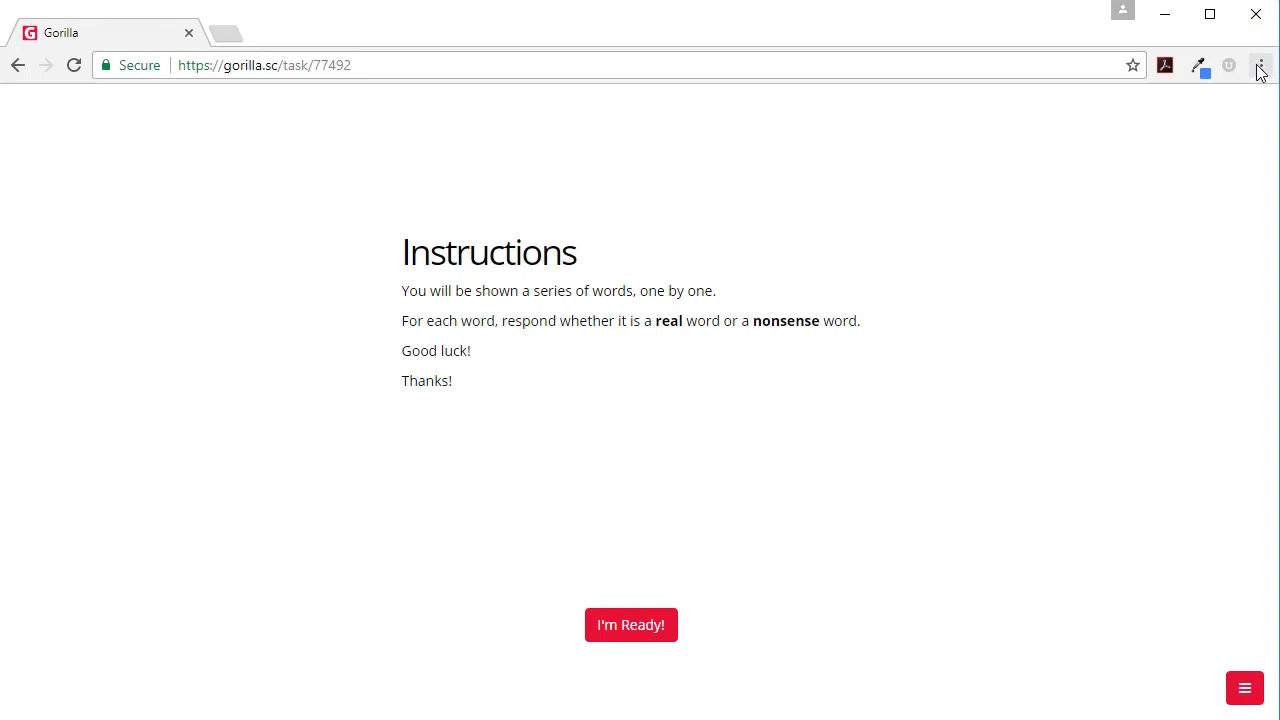 Gorilla
Secure https://gorilla.sc/task/77492
Instructions
You will be shown a series of words, one by one.
For each word, respond whether it is a real word or a nonsense word.
Good luck!
Thanks!
I'm Ready!